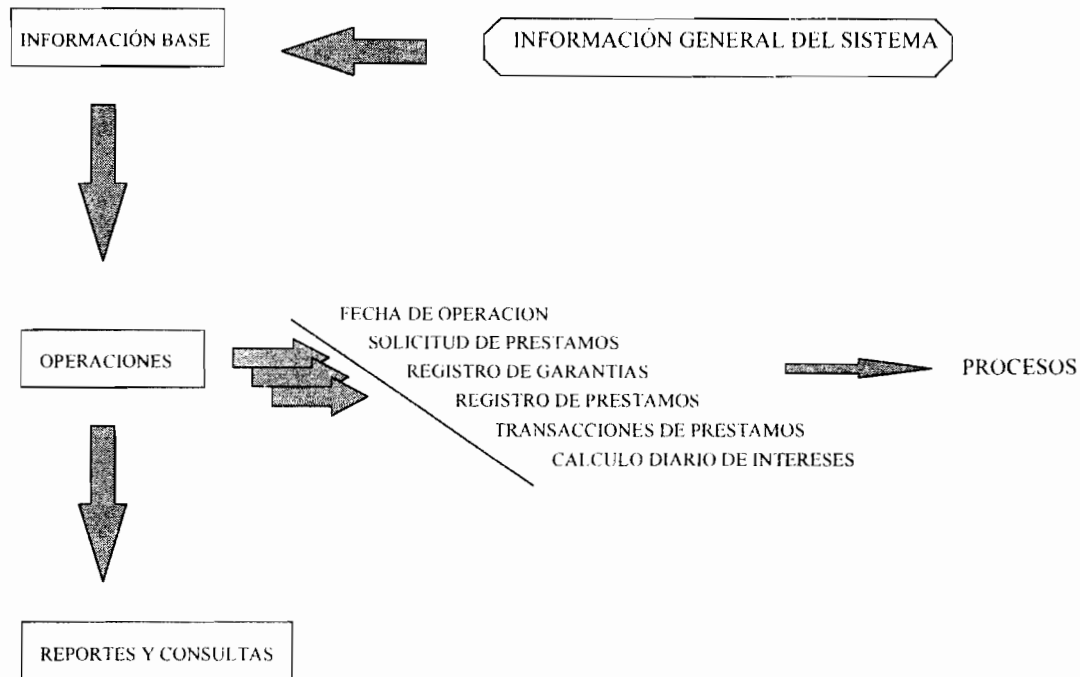 INFORMACIÓN BASE
INFORMACIÓN GENERAL DEL SISTEMA
FECHA DE OPERACION
SOLICITUD DE PRESTAMOS
OPERACIONES
REGISTRO DE GARANTIAS
PROCESOS
REGISTRO DE PRESTAMOS
TRANSACCIONES DE PRESTAMOS
CALCULO DIARIO DE INTERESES
REPORTES Y CONSULTAS